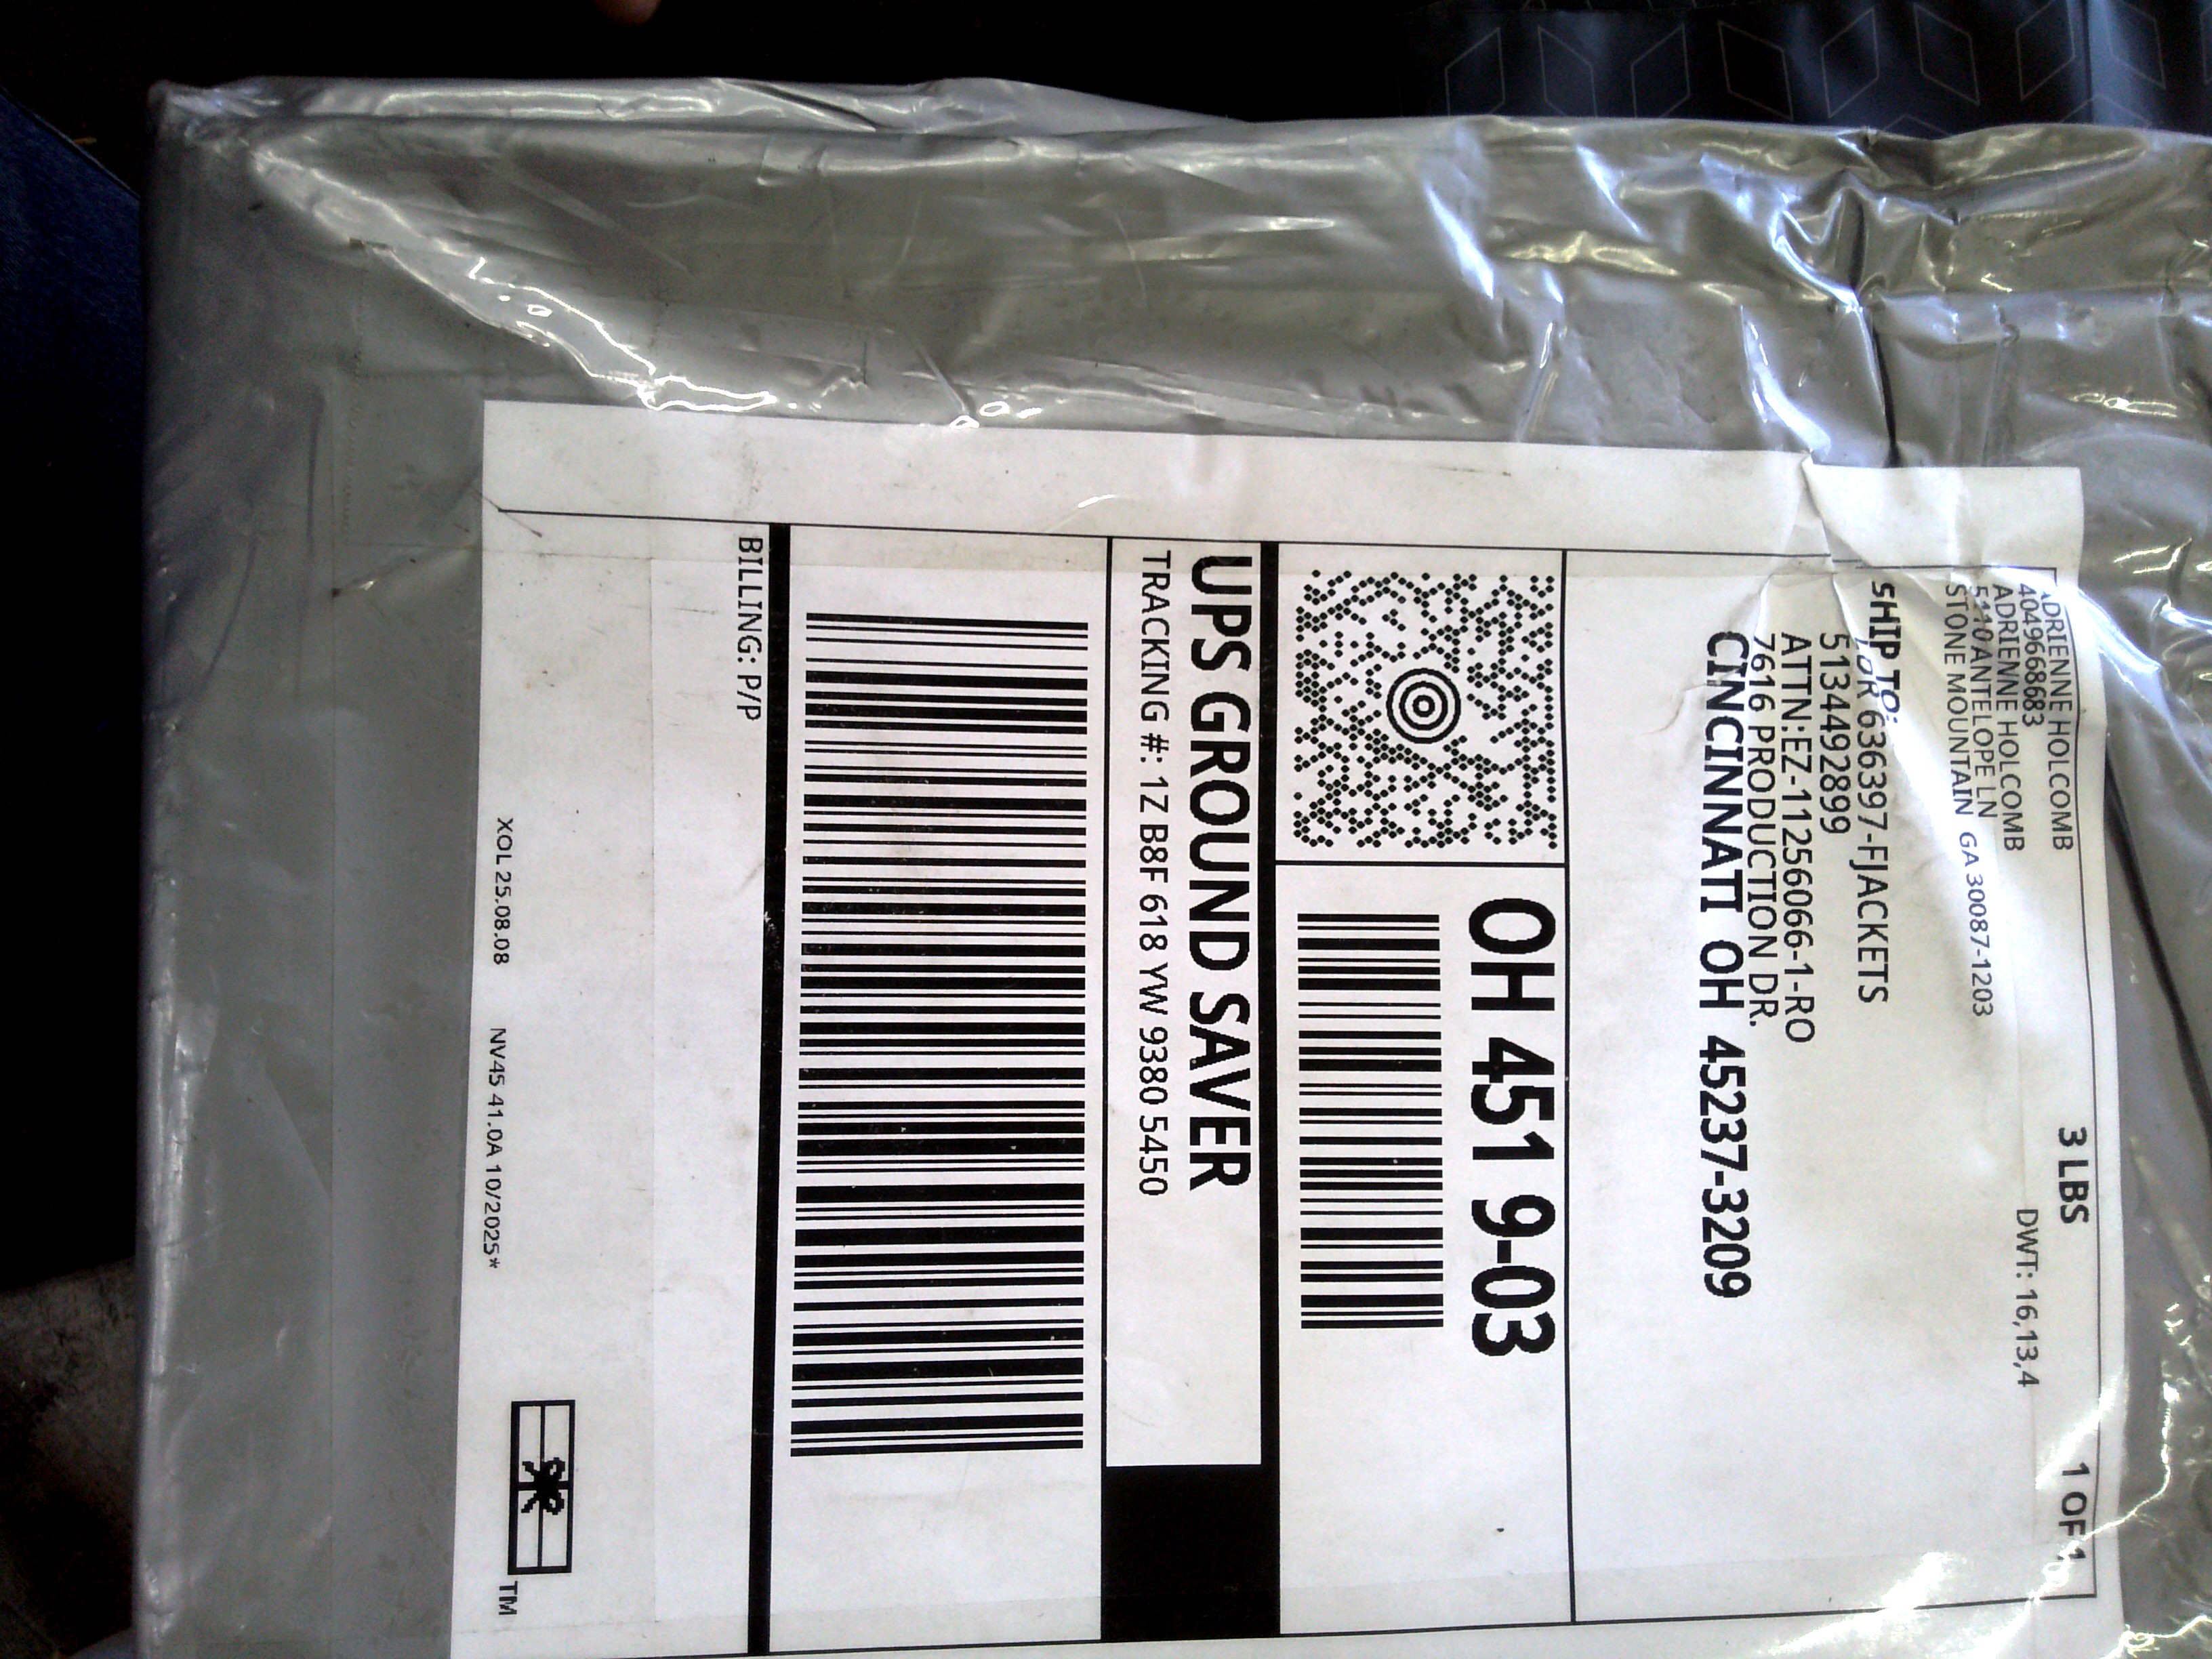 ADRIENNE HOLCOMB
4049668683
ADRIENNE HOLCOMB
ANTELOPE LN
STONE MOUNTAIN GA 30087-1203
3 LBS
1 OF 1
DWT: 16,13,4
SHIP TO:
636397-FJACKETS
5134492899
ATTN:EZ-11256066-1-RO
7616 PRODUCTION DR.
CINCINNATI OH 45237-3209
OH 451 9-03
UPS GROUND SAVER
TRACKING #: 1Z B8F 618 YW 9380 5450
BILLING: P/P
XOL 25.08.08
NV45 41.0A 10/2025*
TM